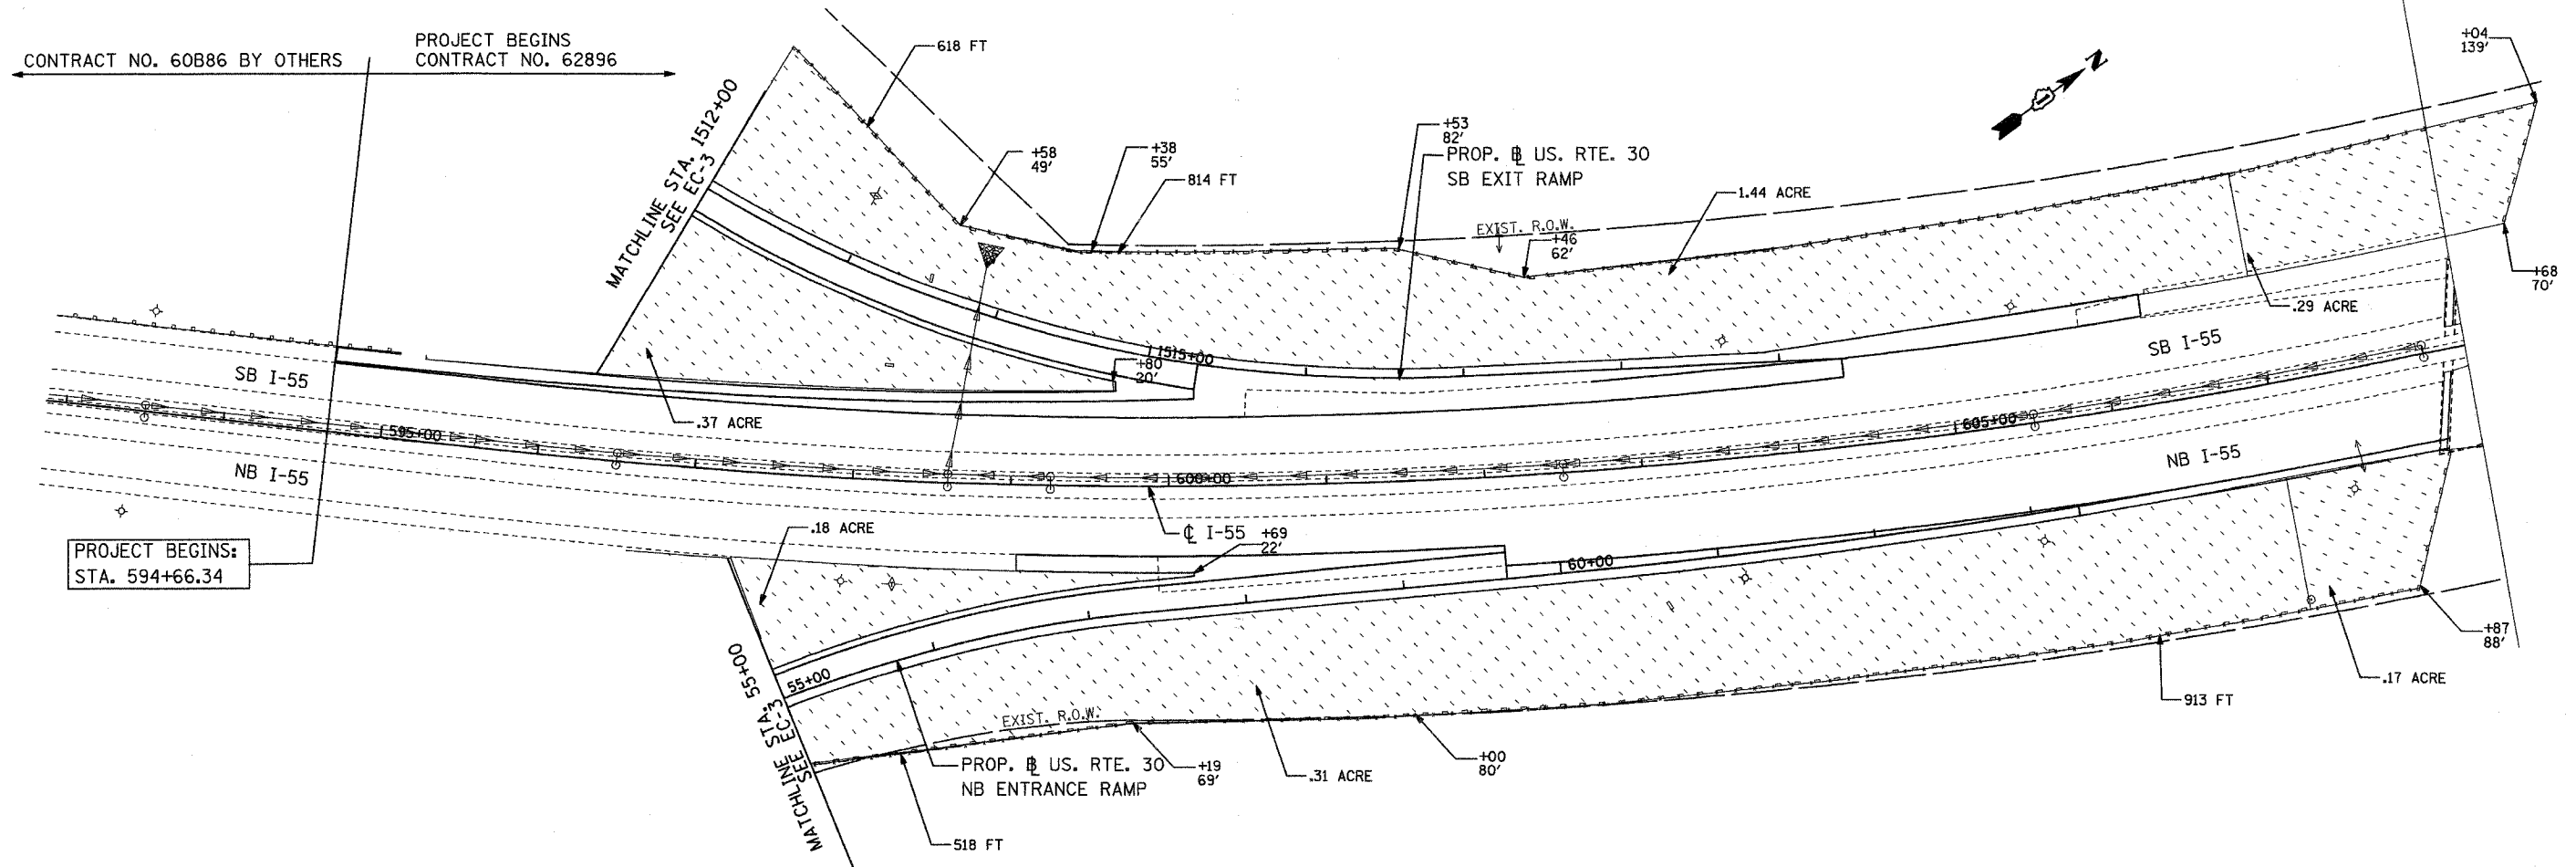 CONTRACT NO. 60B86 BY OTHERS
PROJECT BEGINS
CONTRACT NO. 62896
618 FT
MATCHLINE STA. 1512+00
SEE EC-3
+58
49'
+38
55'
814 FT
+53
82'
PROP. B US. RTE. 30
SB EXIT RAMP
EXIST. R.O.W.
+46
62'
1.44 ACRE
N
+04
139'
+68
70'
.29 ACRE
SB I-55
SB I-55
1515+00
+80
20'
.37 ACRE
595+00
600+00
605+00
NB I-55
NB I-55
PROJECT BEGINS:
STA. 594+66.34
.18 ACRE
℄ I-55
+69
22'
60+00
55+00
MATCHLINE STA. 55+00
SEE EC-3
EXIST. R.O.W.
PROP. B US. RTE. 30
NB ENTRANCE RAMP
+19
69'
.31 ACRE
+00
80'
913 FT
+87
88'
.17 ACRE
518 FT